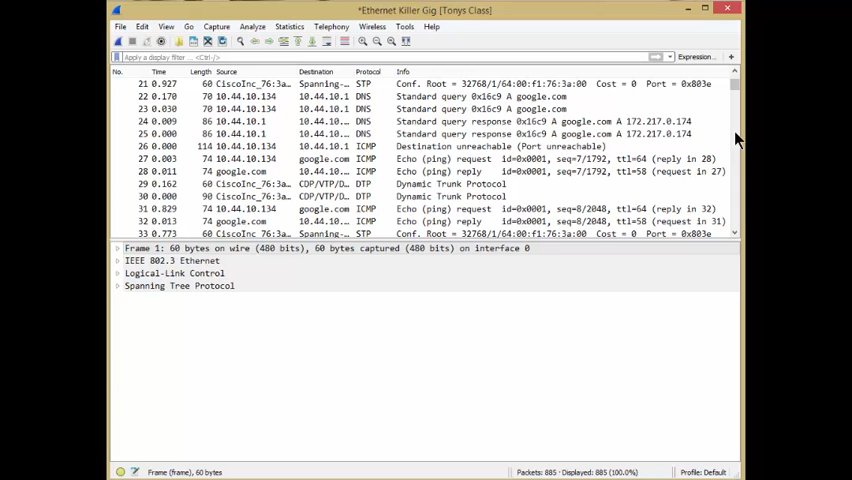 *Ethernet Killer Gig [Tonys Class]
File Edit View Go Capture Analyze Statistics Telephony Wireless Tools Help
Apply a display filter ... <Ctrl-/> Expression... +
No. Time Length Source Destination Protocol Info
21 0.927 60 CiscoInc_76:3a... Spanning-... STP Conf. Root = 32768/1/64:00:f1:76:3a:00 Cost = 0 Port = 0x803e
22 0.170 70 10.44.10.134 10.44.10.1 DNS Standard query 0x16c9 A google.com
23 0.030 70 10.44.10.134 10.44.10.... DNS Standard query 0x16c9 A google.com
24 0.009 86 10.44.10.1 10.44.10.... DNS Standard query response 0x16c9 A google.com A 172.217.0.174
25 0.000 86 10.44.10.1 10.44.10.... DNS Standard query response 0x16c9 A google.com A 172.217.0.174
26 0.000 114 10.44.10.134 10.44.10.1 ICMP Destination unreachable (Port unreachable)
27 0.003 74 10.44.10.134 google.com ICMP Echo (ping) request id=0x0001, seq=7/1792, ttl=64 (reply in 28)
28 0.011 74 google.com 10.44.10.... ICMP Echo (ping) reply id=0x0001, seq=7/1792, ttl=58 (request in 27)
29 0.162 60 CiscoInc_76:3a... CDP/VTP/D... DTP Dynamic Trunk Protocol
30 0.000 90 CiscoInc_76:3a... CDP/VTP/D... DTP Dynamic Trunk Protocol
31 0.829 74 10.44.10.134 google.com ICMP Echo (ping) request id=0x0001, seq=8/2048, ttl=64 (reply in 32)
32 0.013 74 google.com 10.44.10.... ICMP Echo (ping) reply id=0x0001, seq=8/2048, ttl=58 (request in 31)
33 0.773 60 CiscoInc_76:3a... Spanning-... STP Conf. Root = 32768/1/64:00:f1:76:3a:00 Cost = 0 Port = 0x803e
Frame 1: 60 bytes on wire (480 bits), 60 bytes captured (480 bits) on interface 0
IEEE 802.3 Ethernet
Logical-Link Control
Spanning Tree Protocol
Frame (frame), 60 bytes Packets: 885 · Displayed: 885 (100.0%) Profile: Default